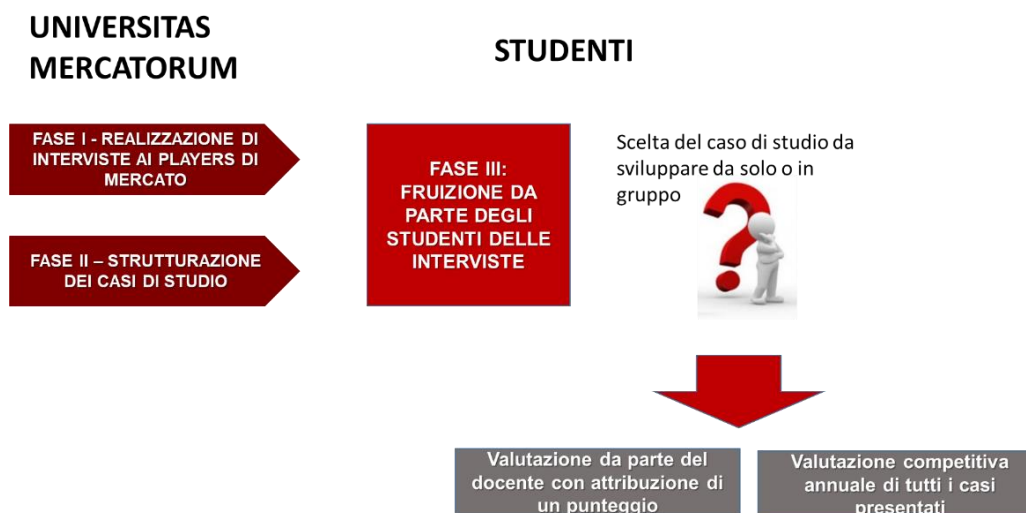 UNIVERSITAS
MERCATORUM
STUDENTI
FASE I - REALIZZAZIONE DI
INTERVISTE AI PLAYERS DI
MERCATO
FASE II – STRUTTURAZIONE
DEI CASI DI STUDIO
FASE III:
FRUIZIONE DA
PARTE DEGLI
STUDENTI DELLE
INTERVISTE
Scelta del caso di studio da
sviluppare da solo o in
gruppo
Valutazione da parte del
docente con attribuzione di
un punteggio
Valutazione competitiva
annuale di tutti i casi
presentati